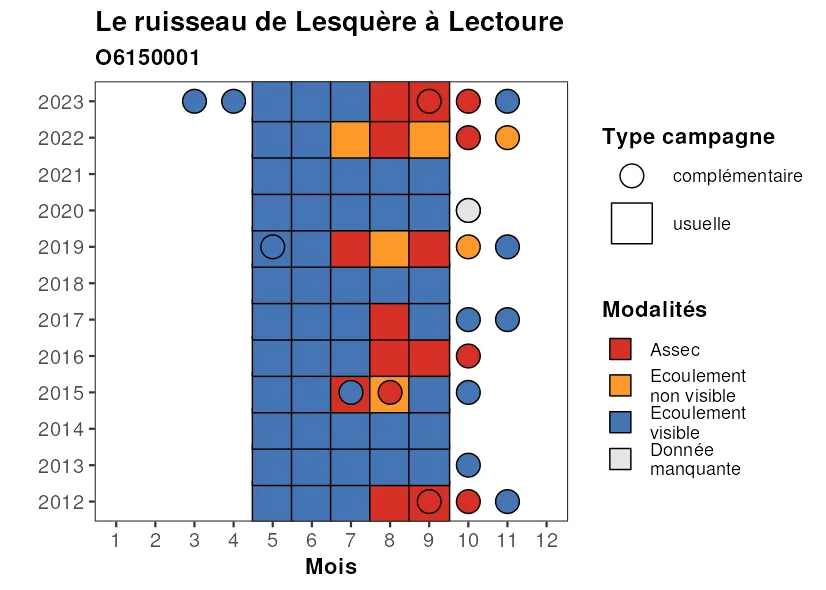 Le ruisseau de Lesquère à Lectoure
O6150001
2023
2022
2021
2020
2019
2018
2017
2016
2015
2014
2013
2012
1 2 3 4 5 6 7 8 9 10 11 12
Mois
Type campagne
complémentaire
usuelle
Modalités
Assec
Ecoulement
non visible
Ecoulement
visible
Donnée
manquante